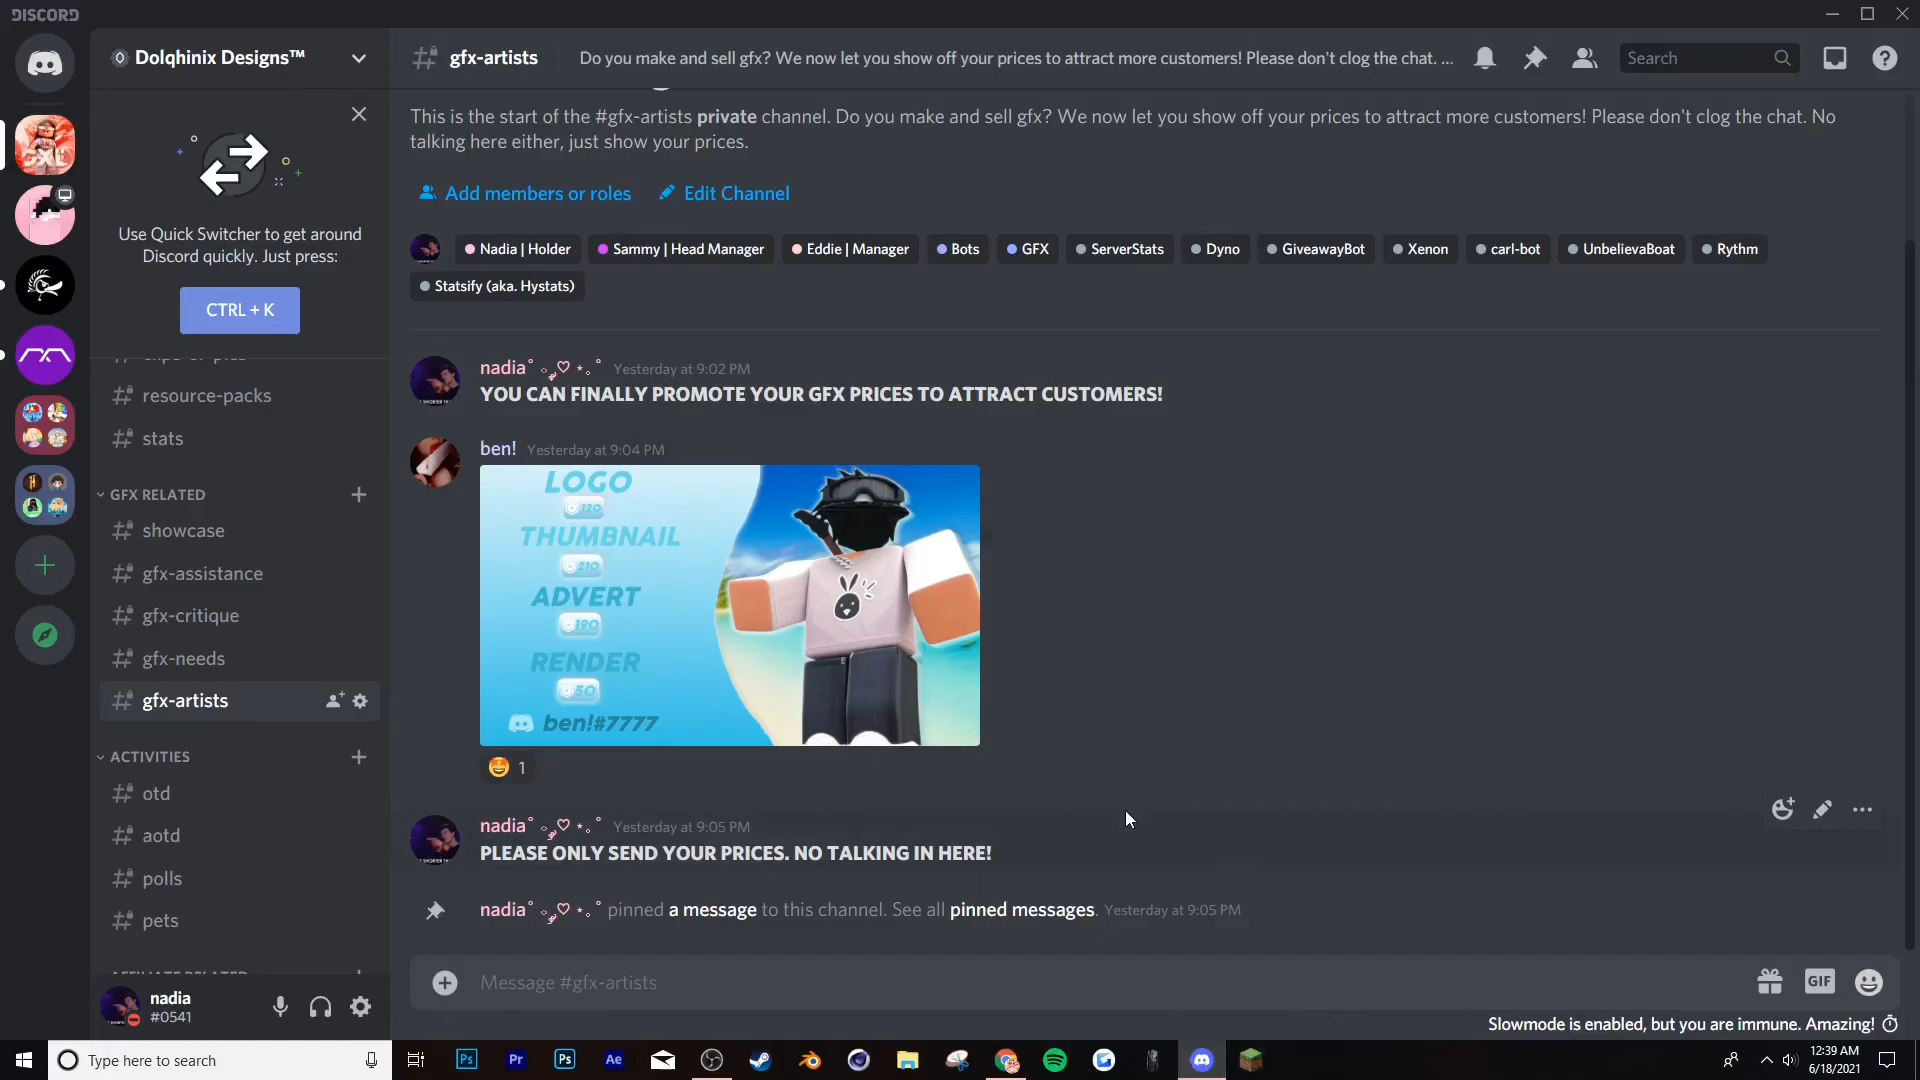 DISCORD
Dolqhinix Designs™
gfx-artists
Do you make and sell gfx? We now let you show off your prices to attract more customers! Please don't clog the chat. ...
Search
Use Quick Switcher to get around
Discord quickly. Just press:
CTRL + K
resource-packs
stats
GFX RELATED
showcase
gfx-assistance
gfx-critique
gfx-needs
gfx-artists
ACTIVITIES
otd
aotd
polls
pets
AFFILIATE RELATED
nadia
#0541
This is the start of the #gfx-artists private channel. Do you make and sell gfx? We now let you show off your prices to attract more customers! Please don't clog the chat. No
talking here either, just show your prices.
Add members or roles
Edit Channel
Nadia | Holder
Sammy | Head Manager
Eddie | Manager
Bots
GFX
ServerStats
Dyno
GiveawayBot
Xenon
carl-bot
UnbelievaBoat
Rythm
Statsify (aka. Hystats)
nadia Yesterday at 9:02 PM
YOU CAN FINALLY PROMOTE YOUR GFX PRICES TO ATTRACT CUSTOMERS!
ben! Yesterday at 9:04 PM
LOGO
120
THUMBNAIL
210
ADVERT
190
RENDER
50
ben!#7777
1
nadia Yesterday at 9:05 PM
PLEASE ONLY SEND YOUR PRICES. NO TALKING IN HERE!
nadia pinned a message to this channel. See all pinned messages. Yesterday at 9:05 PM
Message #gfx-artists
GIF
Slowmode is enabled, but you are immune. Amazing!
Type here to search
Ps
Pr
Ps
Ae
12:39 AM
6/18/2021